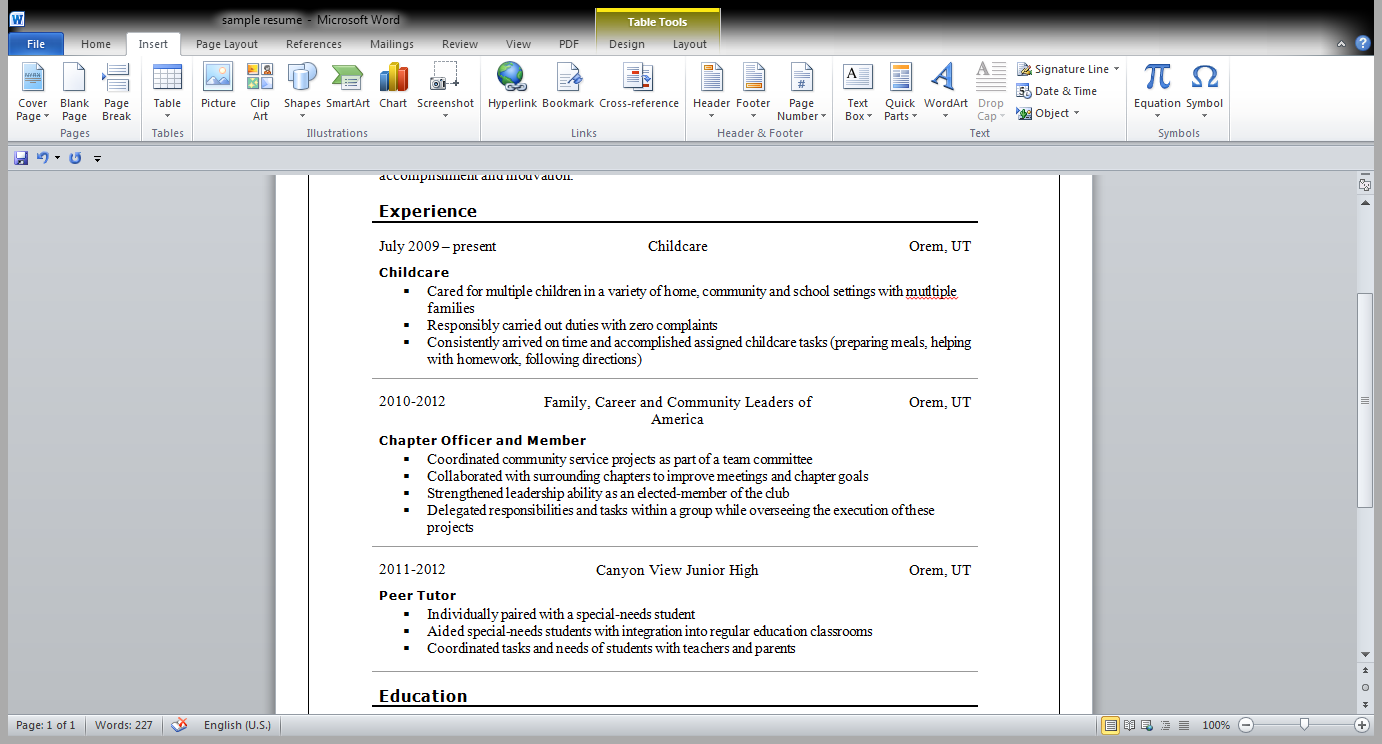 sample resume - Microsoft Word
Table Tools
File Home Insert Page Layout References Mailings Review View PDF Design Layout
Cover Page
Blank Page
Page Break
Table
Picture
Clip Art
Shapes
SmartArt
Chart
Screenshot
Hyperlink
Bookmark
Cross-reference
Header
Footer
Page Number
Text Box
Quick Parts
WordArt
Drop Cap
Signature Line
Date & Time
Object
Equation
Symbol
Pages Tables Illustrations Links Header & Footer Text Symbols
accomplishment and motivation.
Experience
July 2009 – present Childcare Orem, UT
Childcare
▪ Cared for multiple children in a variety of home, community and school settings with mutltiple
families
▪ Responsibly carried out duties with zero complaints
▪ Consistently arrived on time and accomplished assigned childcare tasks (preparing meals, helping
with homework, following directions)
2010-2012 Family, Career and Community Leaders of Orem, UT
America
Chapter Officer and Member
▪ Coordinated community service projects as part of a team committee
▪ Collaborated with surrounding chapters to improve meetings and chapter goals
▪ Strengthened leadership ability as an elected-member of the club
▪ Delegated responsibilities and tasks within a group while overseeing the execution of these
projects
2011-2012 Canyon View Junior High Orem, UT
Peer Tutor
▪ Individually paired with a special-needs student
▪ Aided special-needs students with integration into regular education classrooms
▪ Coordinated tasks and needs of students with teachers and parents
Education
Page: 1 of 1 Words: 227 English (U.S.) 100%